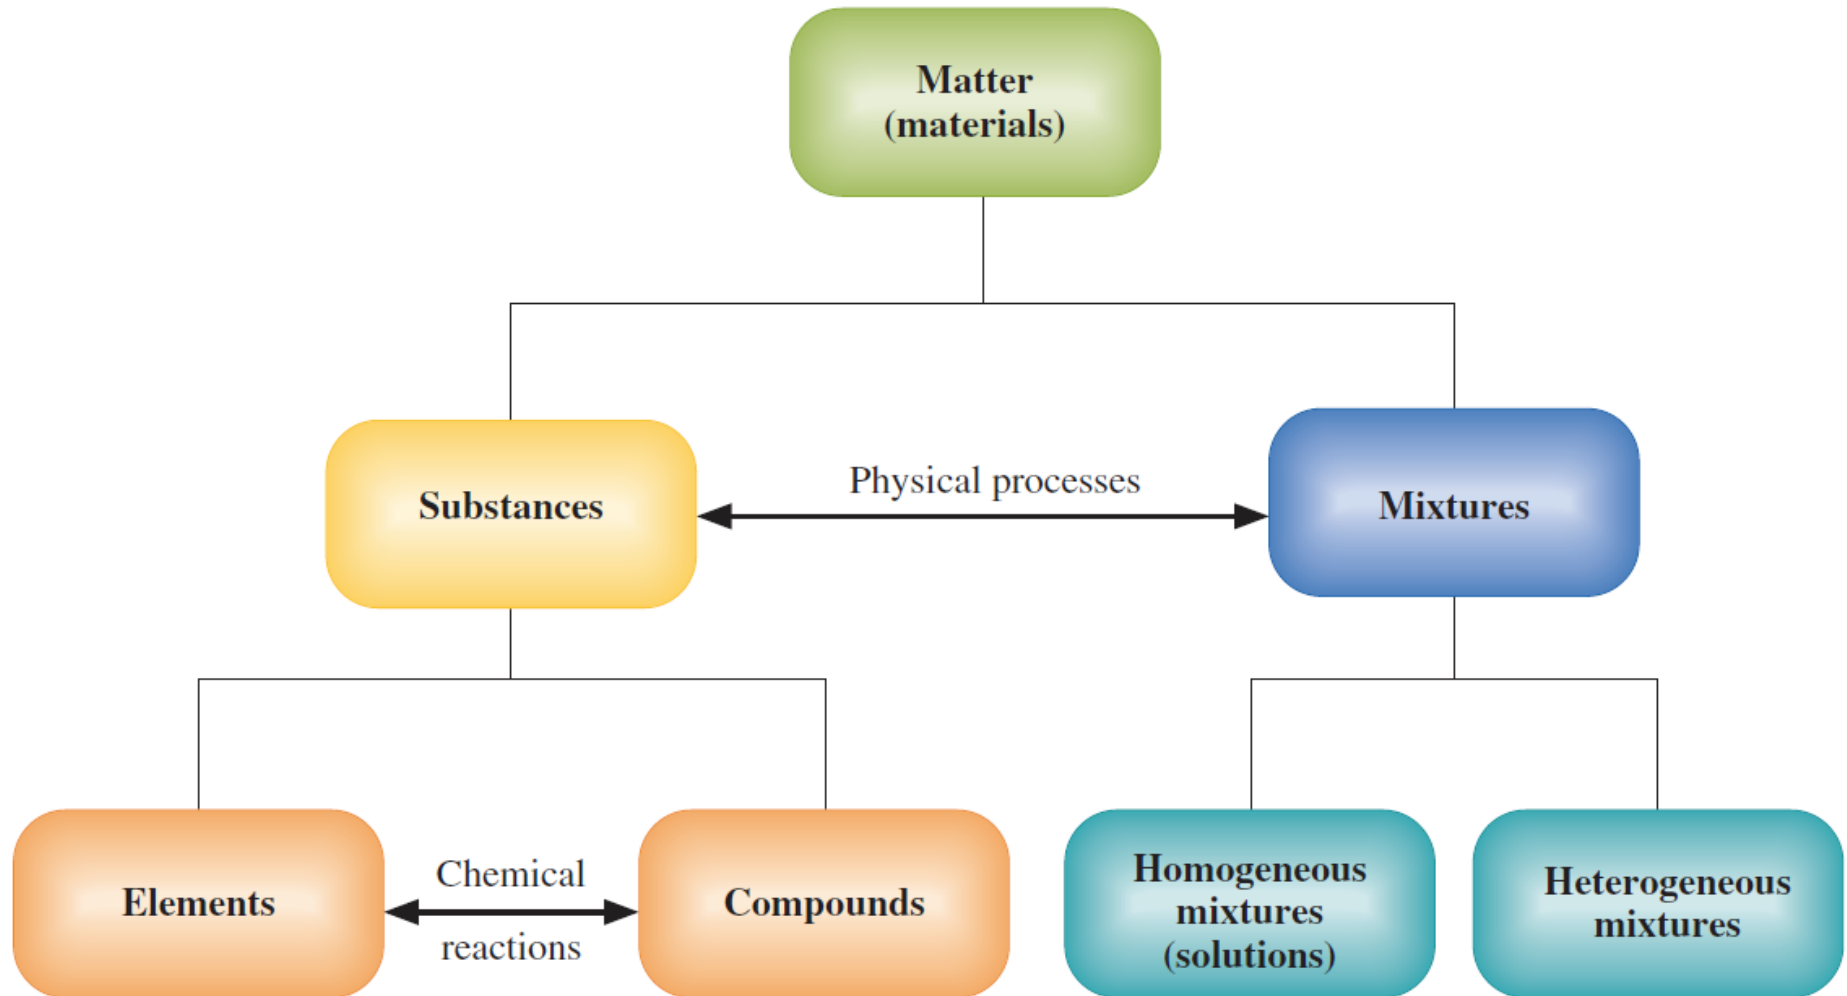 Matter
(materials)
Substances
Physical processes
Mixtures
Elements
Chemical
reactions
Compounds
Homogeneous
mixtures
(solutions)
Heterogeneous
mixtures